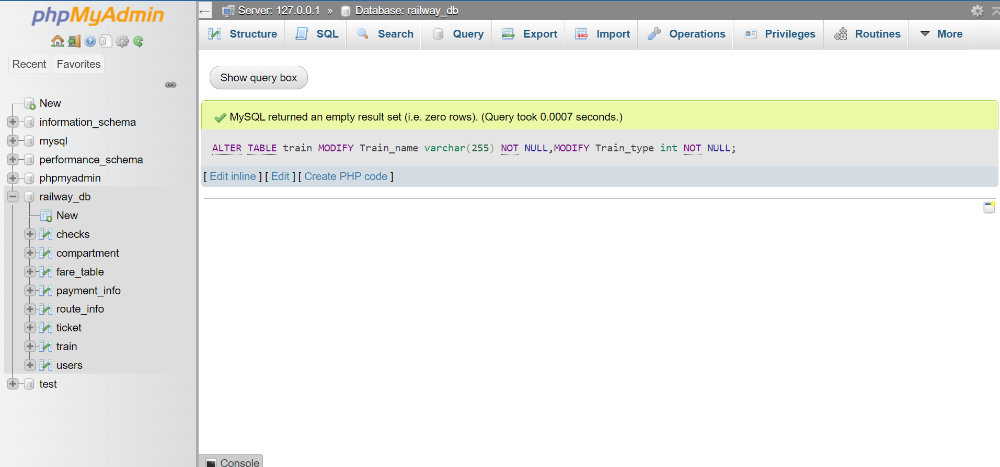 phpMyAdmin
Recent Favorites
New
information_schema
mysql
performance_schema
phpmyadmin
railway_db
New
checks
compartment
fare_table
payment_info
route_info
ticket
train
users
test
Server: 127.0.0.1 » Database: railway_db
Structure SQL Search Query Export Import Operations Privileges Routines More
Show query box
MySQL returned an empty result set (i.e. zero rows). (Query took 0.0007 seconds.)
ALTER TABLE train MODIFY Train_name varchar(255) NOT NULL,MODIFY Train_type int NOT NULL;
[ Edit inline ] [ Edit ] [ Create PHP code ]
Console